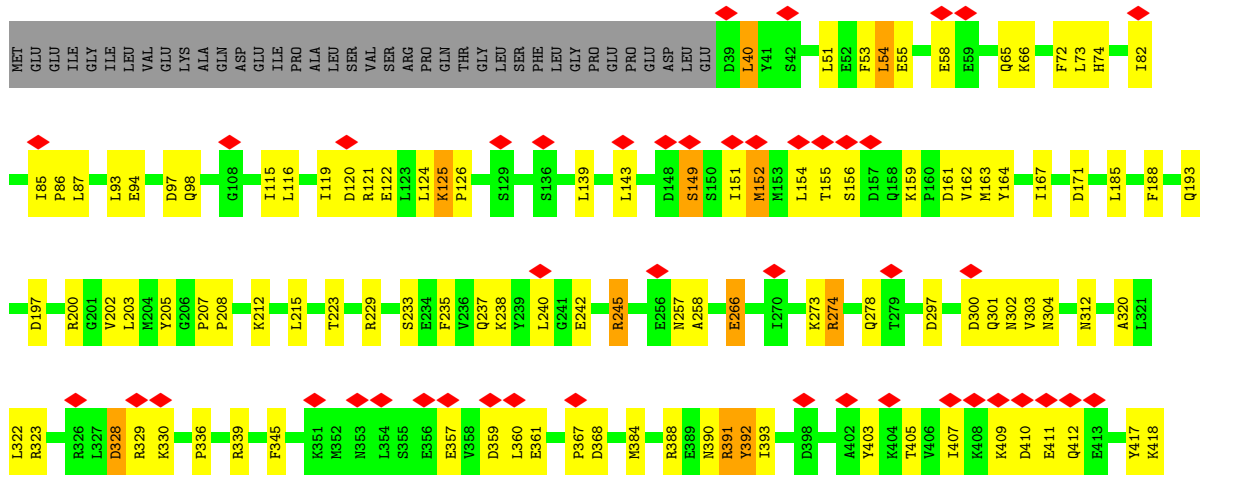 MET GLU GLU ILE GLY ILE LEU VAL GLU LYS ALA GLN ASP GLU ILE PRO ALA LEU SER VAL SER ARG PRO GLN THR GLY LEU SER PHE LEU GLY PRO GLU PRO GLU ASP LEU GLU D39 L40 Y41 S42 L51 E52 F53 L54 E55 E58 E59 Q65 K66 F72 L73 H74 I82
I85 P86 L87 L93 E94 D97 Q98 G108 I115 L116 I119 D120 R121 E122 L123 L124 K125 P126 S129 S136 L139 L143 D148 S149 S150 I151 M152 M153 L154 T155 S156 D157 Q158 K159 P160 D161 V162 M163 Y164 I167 D171 L185 F188 Q193
D197 R200 G201 V202 L203 M204 Y205 G206 P207 P208 K212 L215 T223 R229 S233 E234 F235 V236 Q237 K238 Y239 L240 G241 E242 R245 E256 N257 A258 E266 I270 K273 R274 Q278 T279 D297 D300 Q301 N302 V303 N304 N312 A320 L321
L322 R323 R326 L327 D328 R329 K330 P336 R339 F345 K351 M352 N353 L354 S355 E356 E357 V358 D359 L360 E361 P367 D368 M384 R388 E389 N390 R391 Y392 I393 D398 A402 Y403 K404 T405 V406 I407 K408 K409 D410 E411 Q412 E413 Y417 K418